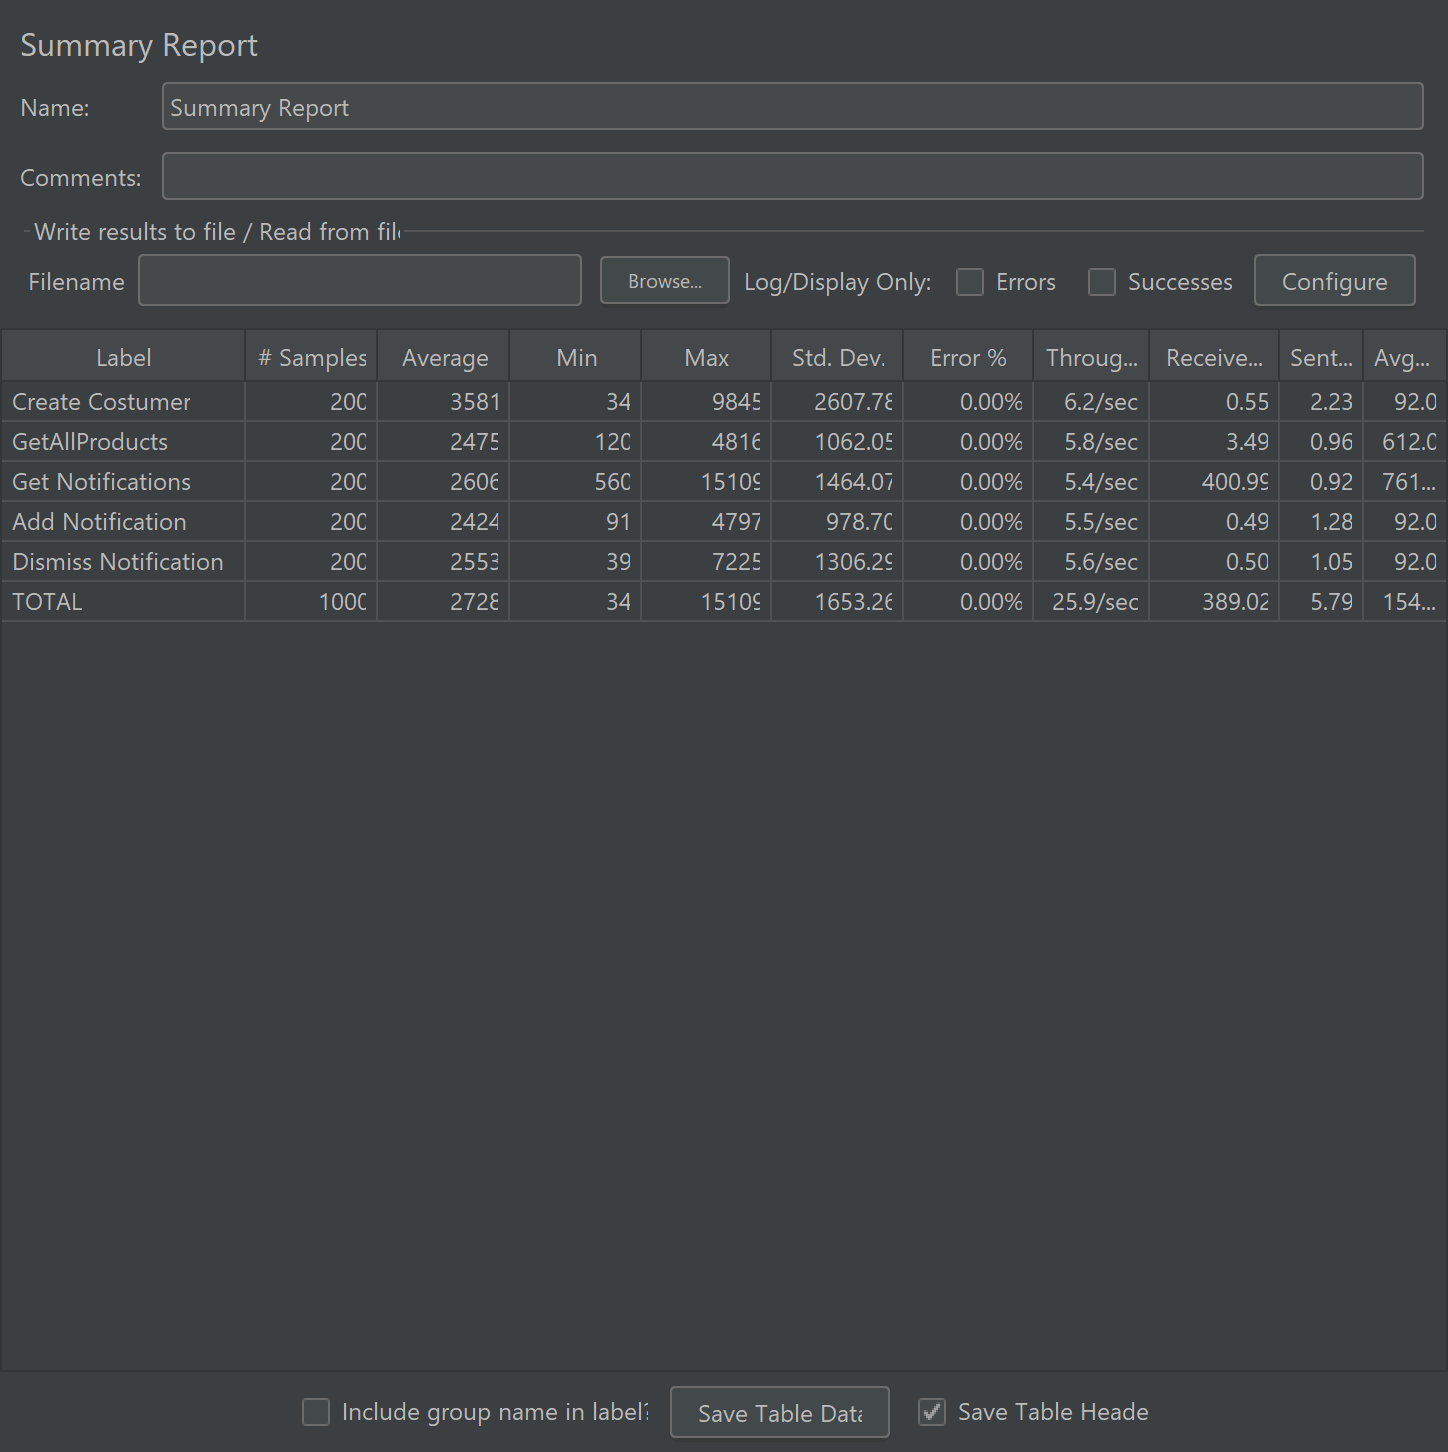 Summary Report
Name: Summary Report
Comments:
Write results to file / Read from file
Filename Browse... Log/Display Only: Errors Successes Configure
Label # Samples Average Min Max Std. Dev. Error % Throug... Receive... Sent... Avg...
Create Costumer 200 3581 34 9845 2607.78 0.00% 6.2/sec 0.55 2.23 92.0
GetAllProducts 200 2475 120 4816 1062.05 0.00% 5.8/sec 3.49 0.96 612.0
Get Notifications 200 2606 560 15109 1464.07 0.00% 5.4/sec 400.99 0.92 761...
Add Notification 200 2424 91 4797 978.70 0.00% 5.5/sec 0.49 1.28 92.0
Dismiss Notification 200 2553 39 7225 1306.29 0.00% 5.6/sec 0.50 1.05 92.0
TOTAL 1000 2728 34 15109 1653.26 0.00% 25.9/sec 389.02 5.79 154...
Include group name in label? Save Table Data Save Table Heade